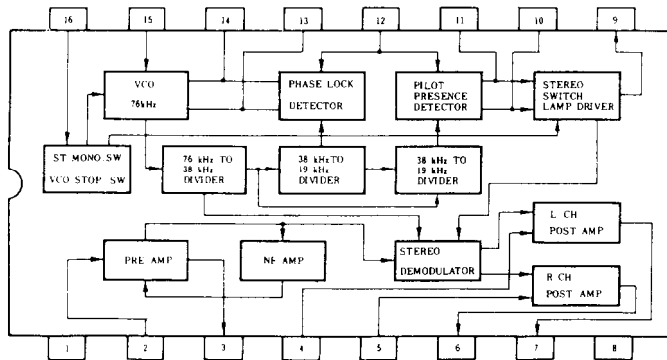 16 15 14 13 12 11 10 9
VCO
76kHz
PHASE LOCK
DETECTOR
PILOT
PRESENCE
DETECTOR
STEREO
SWITCH
LAMP DRIVER
ST MONO SW
VCO STOP SW
76 kHz TO
38 kHz
DIVIDER
38 kHzTO
19 kHz
DIVIDER
38 kHz TO
19 kHz
DIVIDER
L CH
POST AMP
PRE AMP
NF AMP
STEREO
DEMODULATOR
R CH
POST AMP
1 2 3 4 5 6 7 8